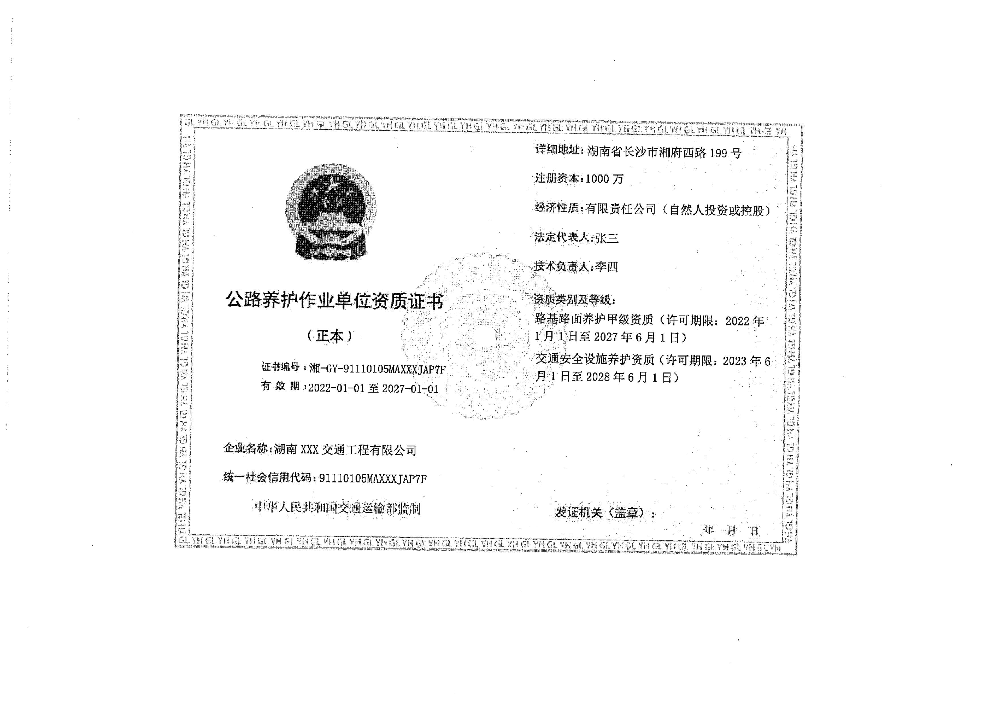 公路养护作业单位资质证书
（正本）
证书编号：湘-GY-91110105MAXXXJAP7F
有 效 期：2022-01-01 至 2027-01-01
企业名称：湖南 XXX 交通工程有限公司
统一社会信用代码：91110105MAXXXJAP7F
中华人民共和国交通运输部监制
详细地址：湖南省长沙市湘府西路 199 号
注册资本：1000 万
经济性质：有限责任公司（自然人投资或控股）
法定代表人：张三
技术负责人：李四
资质类别及等级：
路基路面养护甲级资质（许可期限：2022 年
1 月 1 日至 2027 年 6 月 1 日）
交通安全设施养护资质（许可期限：2023 年 6
月 1 日至 2028 年 6 月 1 日）
发证机关（盖章）：
年 月 日